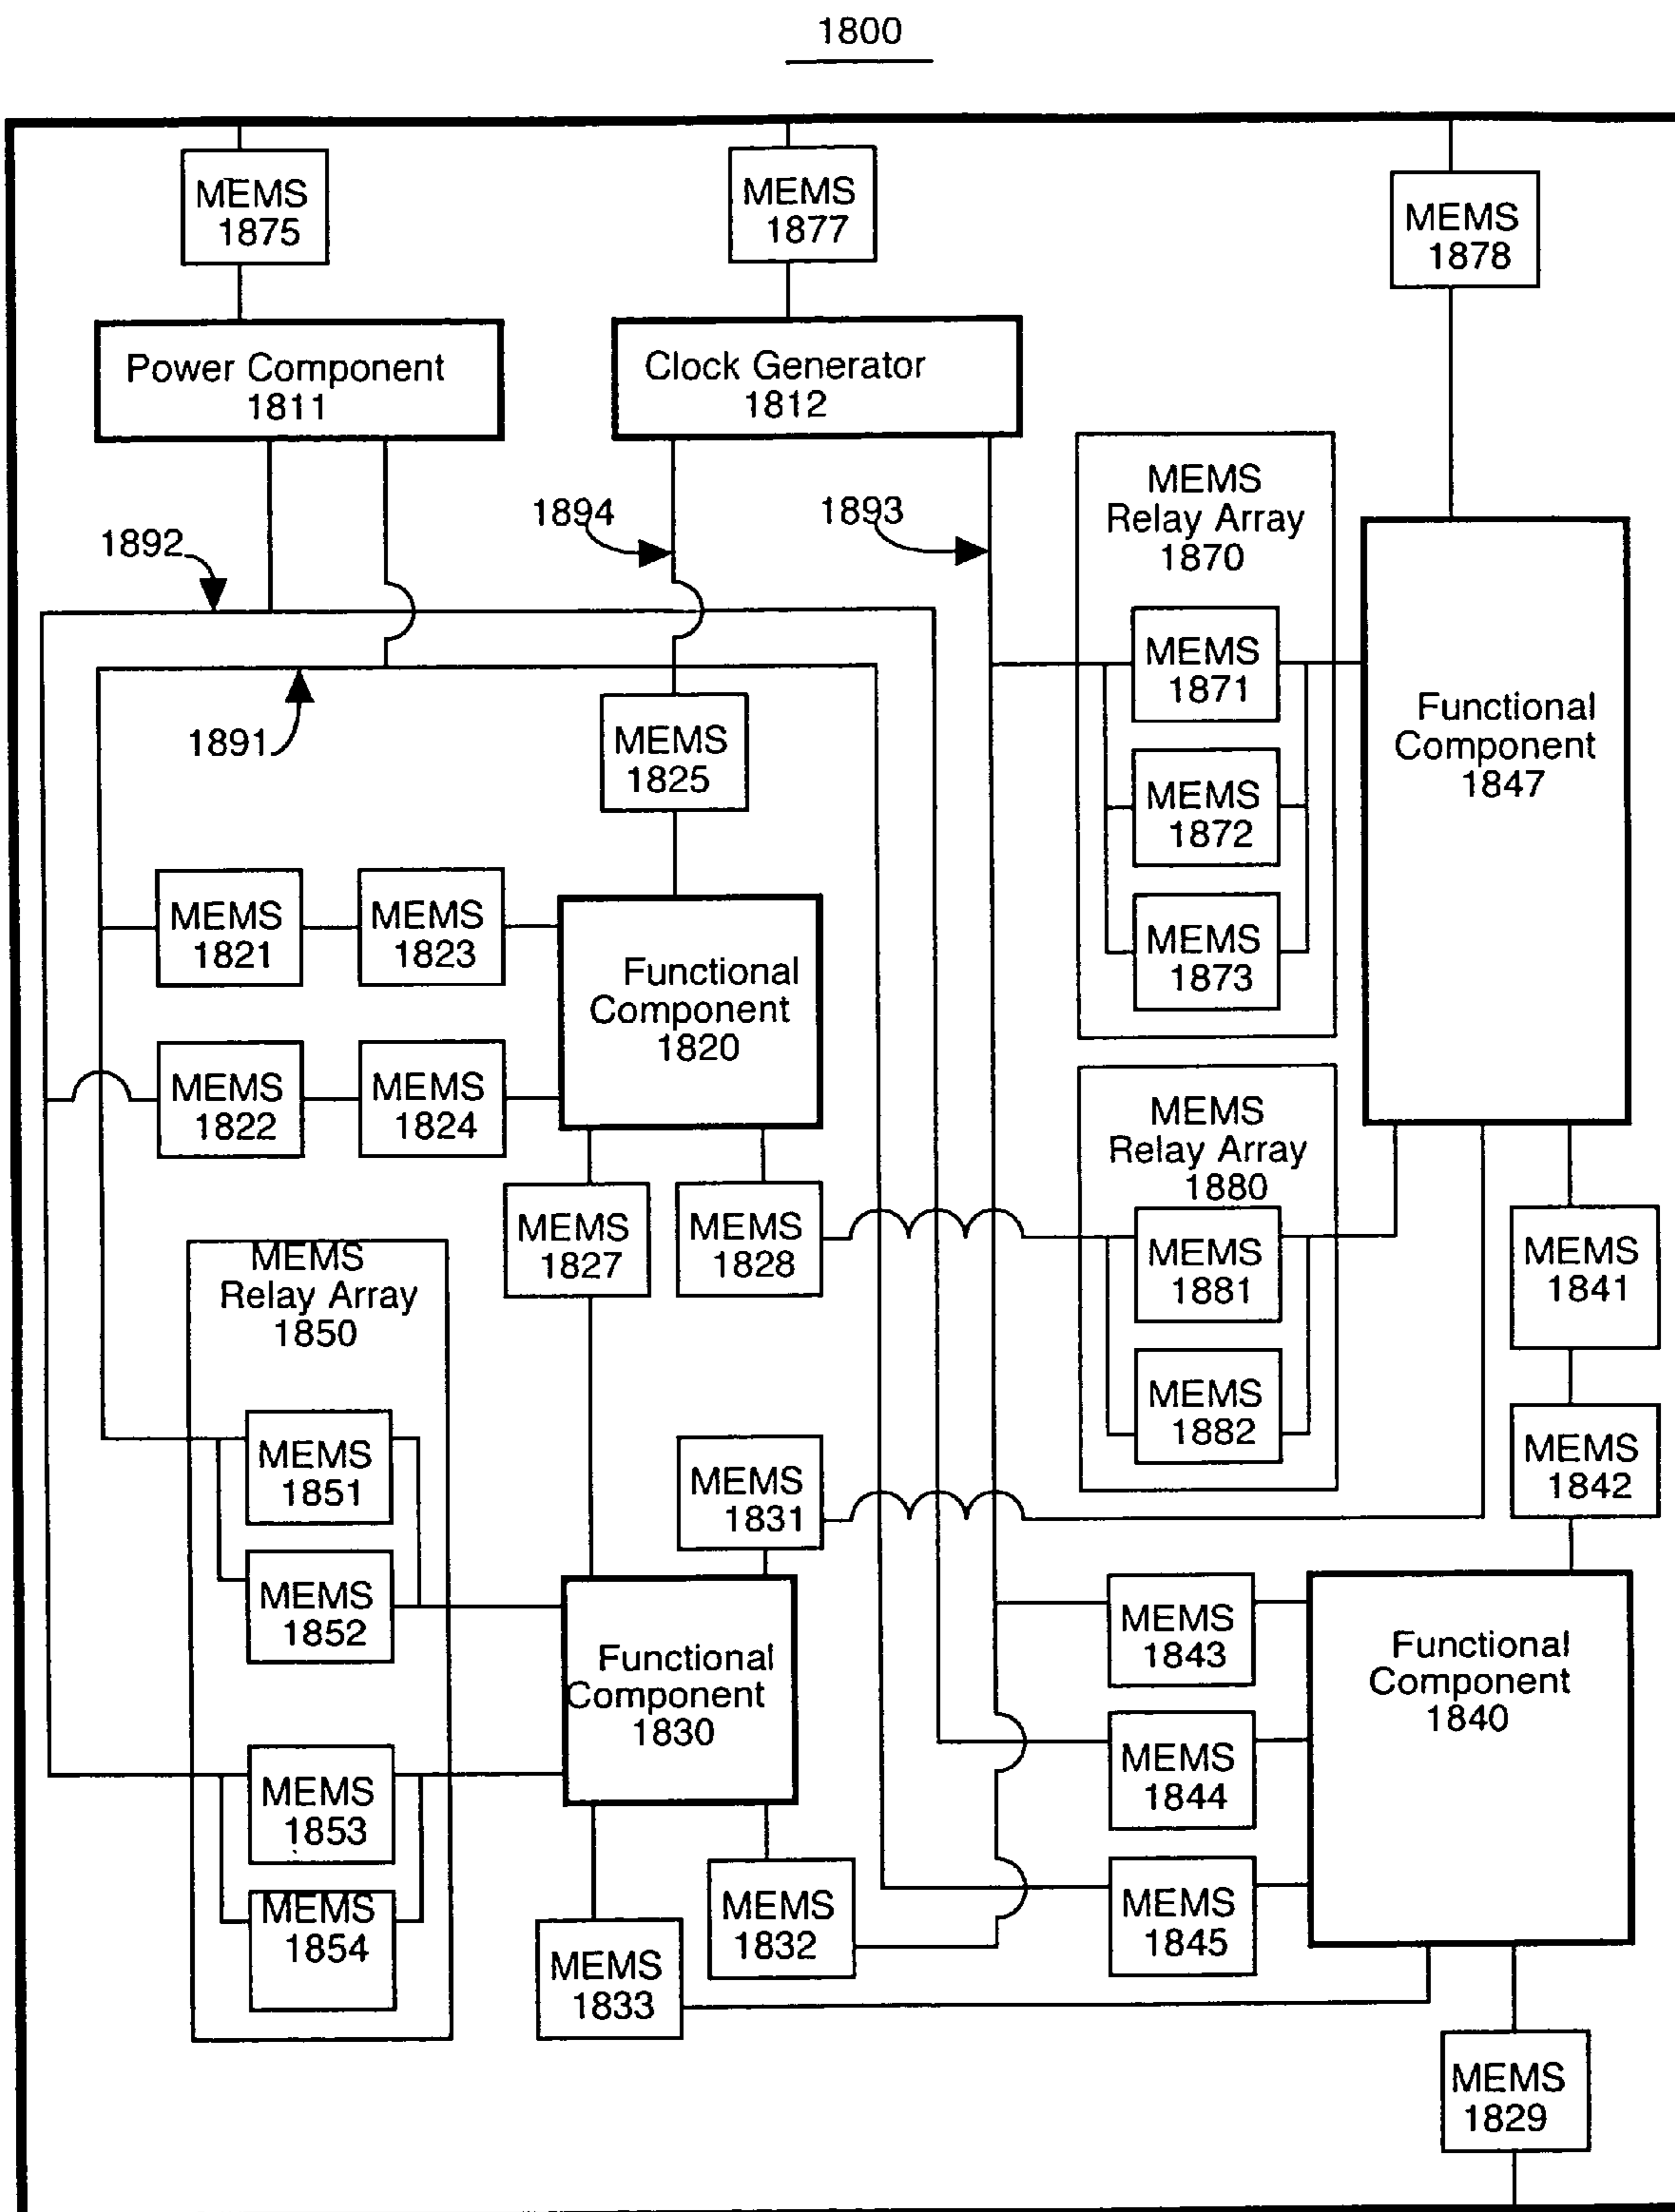 1800
MEMS
1875
MEMS
1877
MEMS
1878
Power Component
1811
Clock Generator
1812
1892
1894
1893
MEMS
Relay Array
1870
MEMS
1871
MEMS
1872
MEMS
1873
Functional
Component
1847
1891
MEMS
1825
MEMS
1821
MEMS
1823
Functional
Component
1820
MEMS
1822
MEMS
1824
MEMS
Relay Array
1880
MEMS
1881
MEMS
1882
MEMS
1827
MEMS
1828
MEMS
1841
MEMS
1842
MEMS
Relay Array
1850
MEMS
1851
MEMS
1852
MEMS
1853
MEMS
1854
MEMS
1831
Functional
Component
1830
MEMS
1832
MEMS
1833
MEMS
1843
MEMS
1844
MEMS
1845
Functional
Component
1840
MEMS
1829